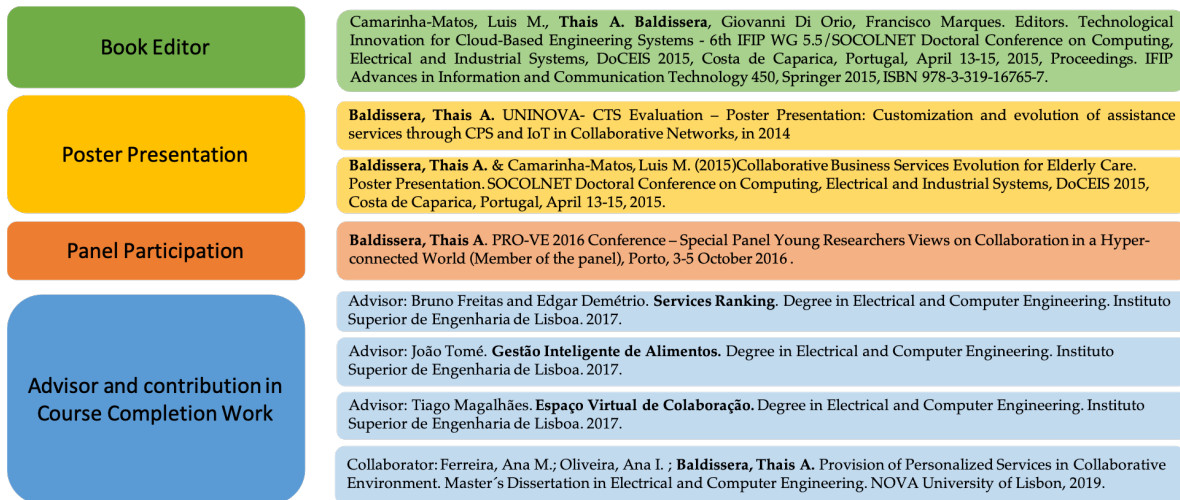 Book Editor
Camarinha-Matos, Luis M., Thais A. Baldissera, Giovanni Di Orio, Francisco Marques. Editors. Technological
Innovation for Cloud-Based Engineering Systems - 6th IFIP WG 5.5/SOCOLNET Doctoral Conference on Computing,
Electrical and Industrial Systems, DoCEIS 2015, Costa de Caparica, Portugal, April 13-15, 2015, Proceedings. IFIP
Advances in Information and Communication Technology 450, Springer 2015, ISBN 978-3-319-16765-7.
Poster Presentation
Baldissera, Thais A. UNINOVA- CTS Evaluation – Poster Presentation: Customization and evolution of assistance
services through CPS and IoT in Collaborative Networks, in 2014
Baldissera, Thais A. & Camarinha-Matos, Luis M. (2015)Collaborative Business Services Evolution for Elderly Care.
Poster Presentation. SOCOLNET Doctoral Conference on Computing, Electrical and Industrial Systems, DoCEIS 2015,
Costa de Caparica, Portugal, April 13-15, 2015.
Panel Participation
Baldissera, Thais A. PRO-VE 2016 Conference – Special Panel Young Researchers Views on Collaboration in a Hyper-
connected World (Member of the panel), Porto, 3-5 October 2016 .
Advisor and contribution in
Course Completion Work
Advisor: Bruno Freitas and Edgar Demétrio. Services Ranking. Degree in Electrical and Computer Engineering. Instituto
Superior de Engenharia de Lisboa. 2017.
Advisor: João Tomé. Gestão Inteligente de Alimentos. Degree in Electrical and Computer Engineering. Instituto
Superior de Engenharia de Lisboa. 2017.
Advisor: Tiago Magalhães. Espaço Virtual de Colaboração. Degree in Electrical and Computer Engineering. Instituto
Superior de Engenharia de Lisboa. 2017.
Collaborator: Ferreira, Ana M.; Oliveira, Ana I. ; Baldissera, Thais A. Provision of Personalized Services in Collaborative
Environment. Master´s Dissertation in Electrical and Computer Engineering. NOVA University of Lisbon, 2019.